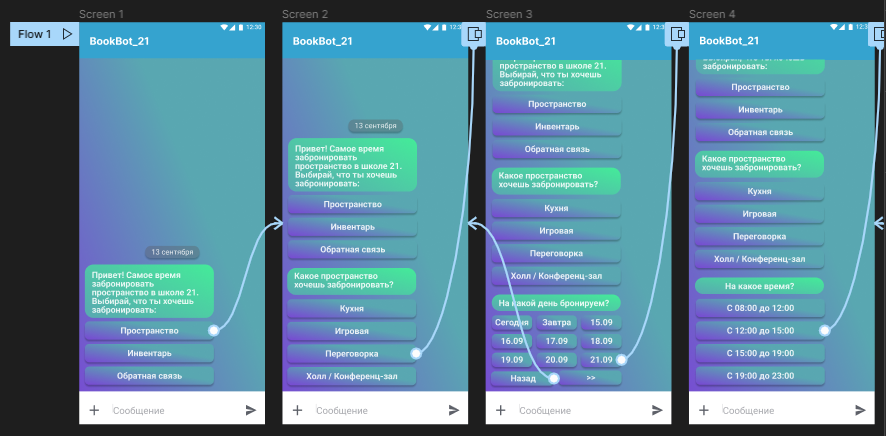 Screen 1
Screen 2
Screen 3
Screen 4
Flow 1
12:30
BookBot_21
13 сентября
Привет! Самое время
забронировать
пространство в школе 21.
Выбирай, что ты хочешь
забронировать:
Пространство
Инвентарь
Обратная связь
Сообщение
BookBot_21
13 сентября
Привет! Самое время
забронировать
пространство в школе 21.
Выбирай, что ты хочешь
забронировать:
Пространство
Инвентарь
Обратная связь
Какое пространство
хочешь забронировать?
Кухня
Игровая
Переговорка
Холл / Конференц-зал
Сообщение
BookBot_21
пространство в школе 21.
Выбирай, что ты хочешь
забронировать:
Пространство
Инвентарь
Обратная связь
Какое пространство
хочешь забронировать?
Кухня
Игровая
Переговорка
Холл / Конференц-зал
На какой день бронируем?
Сегодня Завтра 15.09
16.09 17.09 18.09
19.09 20.09 21.09
Назад >>
Сообщение
12:30
BookBot_21
забронировать:
Пространство
Инвентарь
Обратная связь
Какое пространство
хочешь забронировать?
Кухня
Игровая
Переговорка
Холл / Конференц-зал
На какое время?
С 08:00 до 12:00
С 12:00 до 15:00
С 15:00 до 19:00
С 19:00 до 23:00
Сообщение